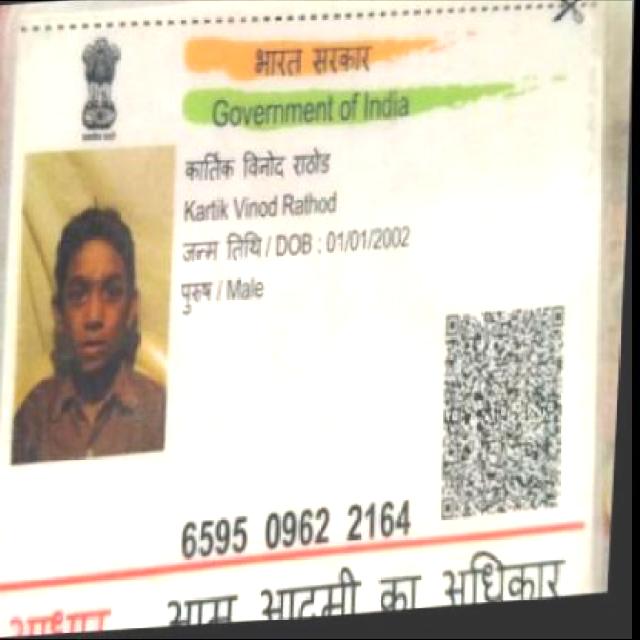 भारत सरकार
Government of India
कार्तिक विनोद राठोड
Kartik Vinod Rathod
जन्म तिथि / DOB : 01/01/2002
पुरुष / Male
6595 0962 2164
आधार आम आदमी का अधिकार